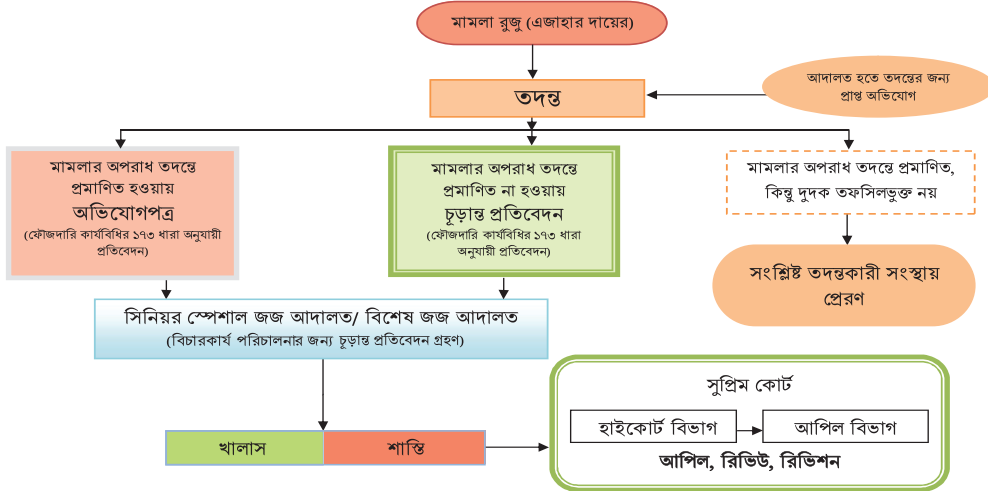 মামলা রুজু (এজাহার দায়ের)
তদন্ত
আদালত হতে তদন্তের জন্য
প্রাপ্ত অভিযোগ
মামলার অপরাধ তদন্তে
প্রমাণিত হওয়ায়
অভিযোগপত্র
(ফৌজদারি কার্যবিধির ১৭৩ ধারা অনুযায়ী
প্রতিবেদন)
মামলার অপরাধ তদন্তে
প্রমাণিত না হওয়ায়
চূড়ান্ত প্রতিবেদন
(ফৌজদারি কার্যবিধির ১৭৩ ধারা
অনুযায়ী প্রতিবেদন)
মামলার অপরাধ তদন্তে প্রমাণিত,
কিন্তু দুদক তফসিলভুক্ত নয়
সংশ্লিষ্ট তদন্তকারী সংস্থায়
প্রেরণ
সিনিয়র স্পেশাল জজ আদালত/ বিশেষ জজ আদালত
(বিচারকার্য পরিচালনার জন্য চূড়ান্ত প্রতিবেদন গ্রহণ)
খালাস
শাস্তি
সুপ্রিম কোর্ট
হাইকোর্ট বিভাগ
আপিল বিভাগ
আপিল, রিভিউ, রিভিশন